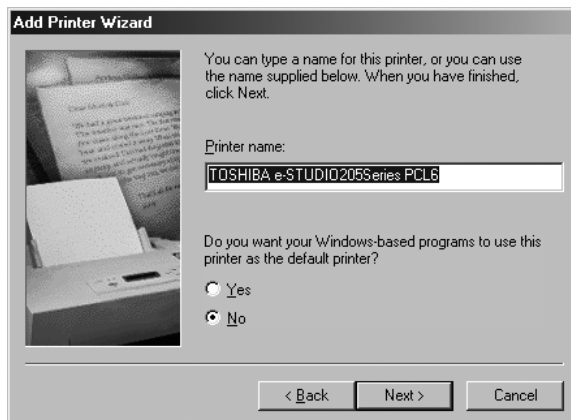 Add Printer Wizard
You can type a name for this printer, or you can use
the name supplied below. When you have finished,
click Next.
Printer name:
TOSHIBA e-STUDIO205Series PCL6
Do you want your Windows-based programs to use this
printer as the default printer?
Yes
No
< Back
Next >
Cancel